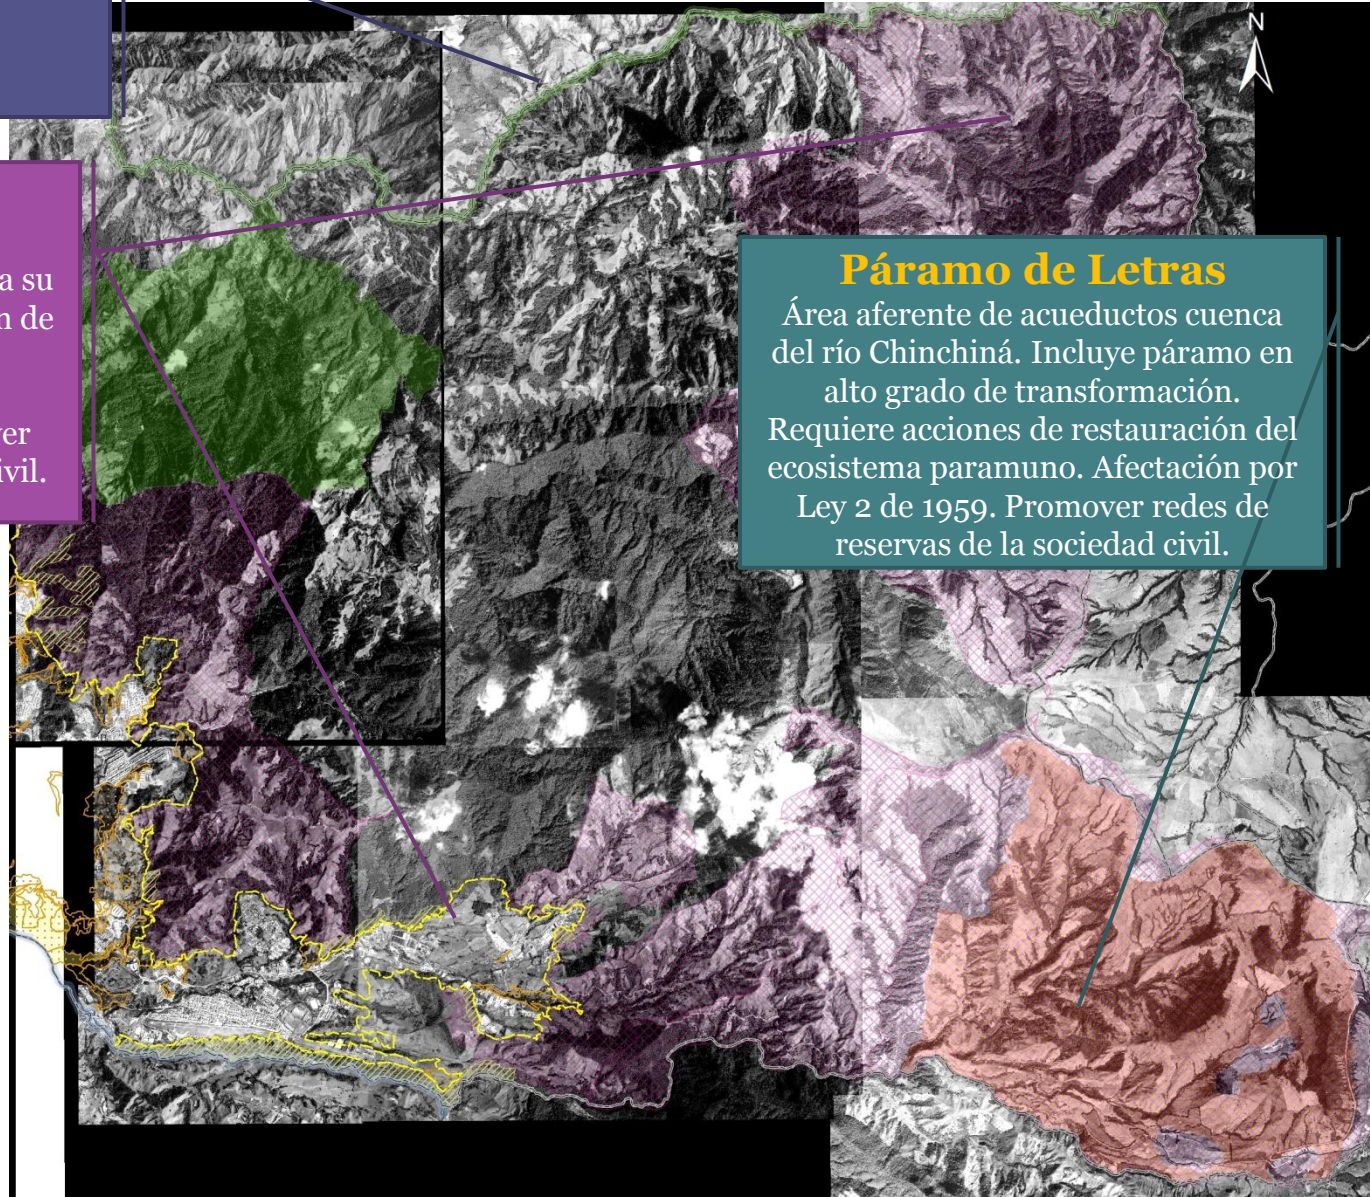 N
a su
n de
er
ivil.
Páramo de Letras
Área aferente de acueductos cuenca
del río Chinchiná. Incluye páramo en
alto grado de transformación.
Requiere acciones de restauración del
ecosistema paramuno. Afectación por
Ley 2 de 1959. Promover redes de
reservas de la sociedad civil.